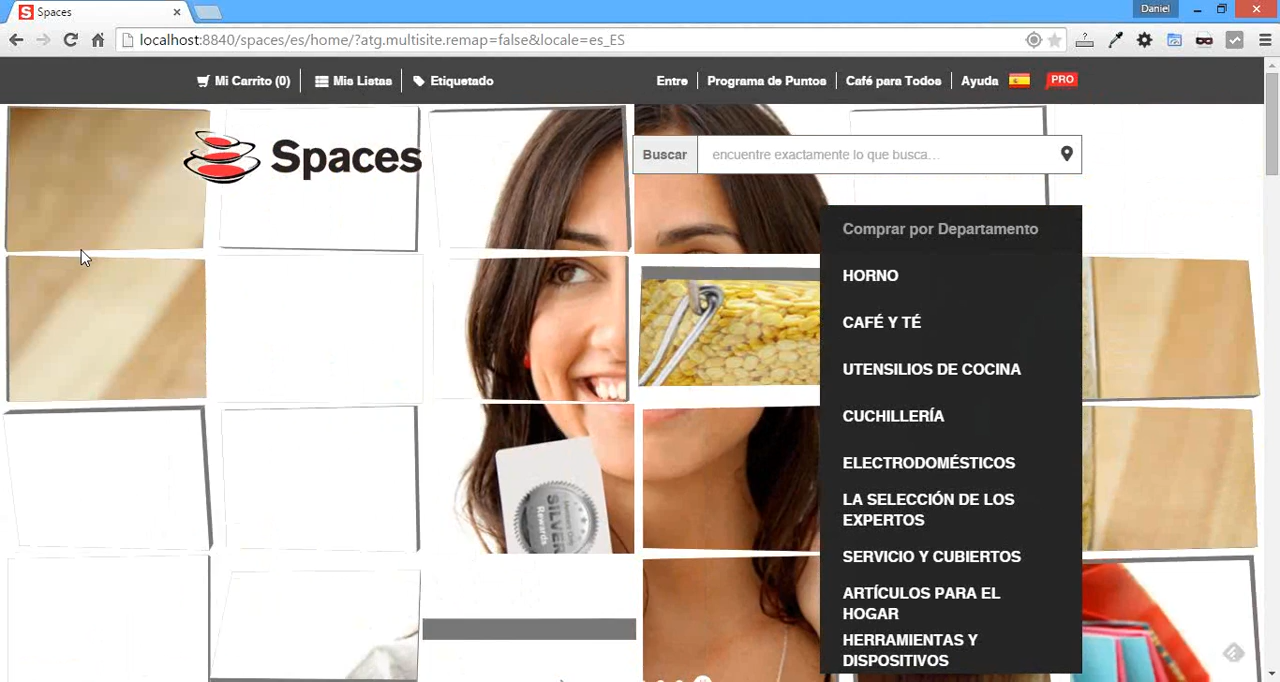 Spaces
Daniel
localhost:8840/spaces/es/home/?atg.multisite.remap=false&locale=es_ES
Mi Carrito (0)
Mia Listas
Etiquetado
Entre
Programa de Puntos
Café para Todos
Ayuda
PRO
Spaces
Buscar
encuentre exactamente lo que busca...
Comprar por Departamento
HORNO
CAFÉ Y TÉ
UTENSILIOS DE COCINA
CUCHILLERÍA
ELECTRODOMÉSTICOS
LA SELECCIÓN DE LOS
EXPERTOS
SERVICIO Y CUBIERTOS
ARTÍCULOS PARA EL
HOGAR
HERRAMIENTAS Y
DISPOSITIVOS
SILVER
Rewards